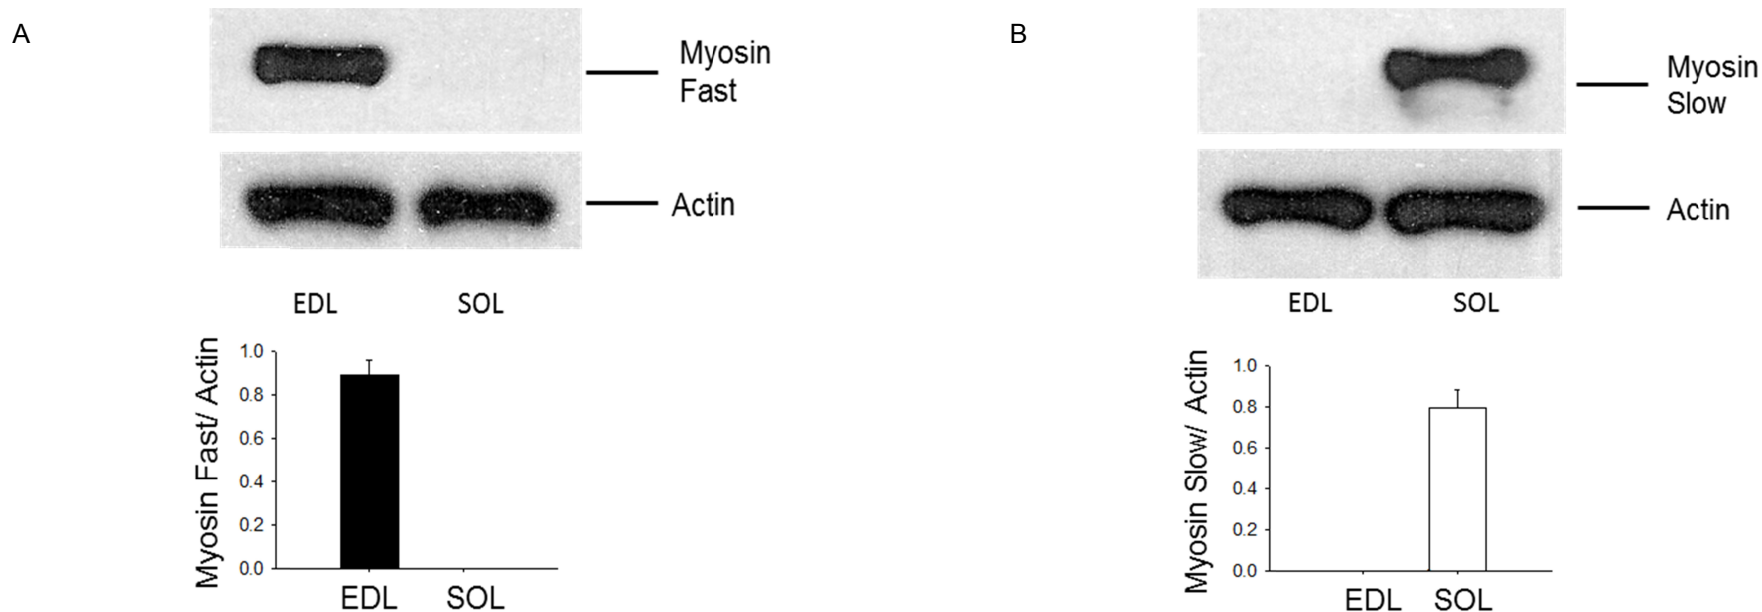 A
Myosin
Fast
Actin
EDL SOL
Myosin Fast/ Actin
1.0
0.8
0.6
0.4
0.2
0.0
EDL SOL
B
Myosin
Slow
Actin
EDL SOL
Myosin Slow/ Actin
1.0
0.8
0.6
0.4
0.2
0.0
EDL SOL